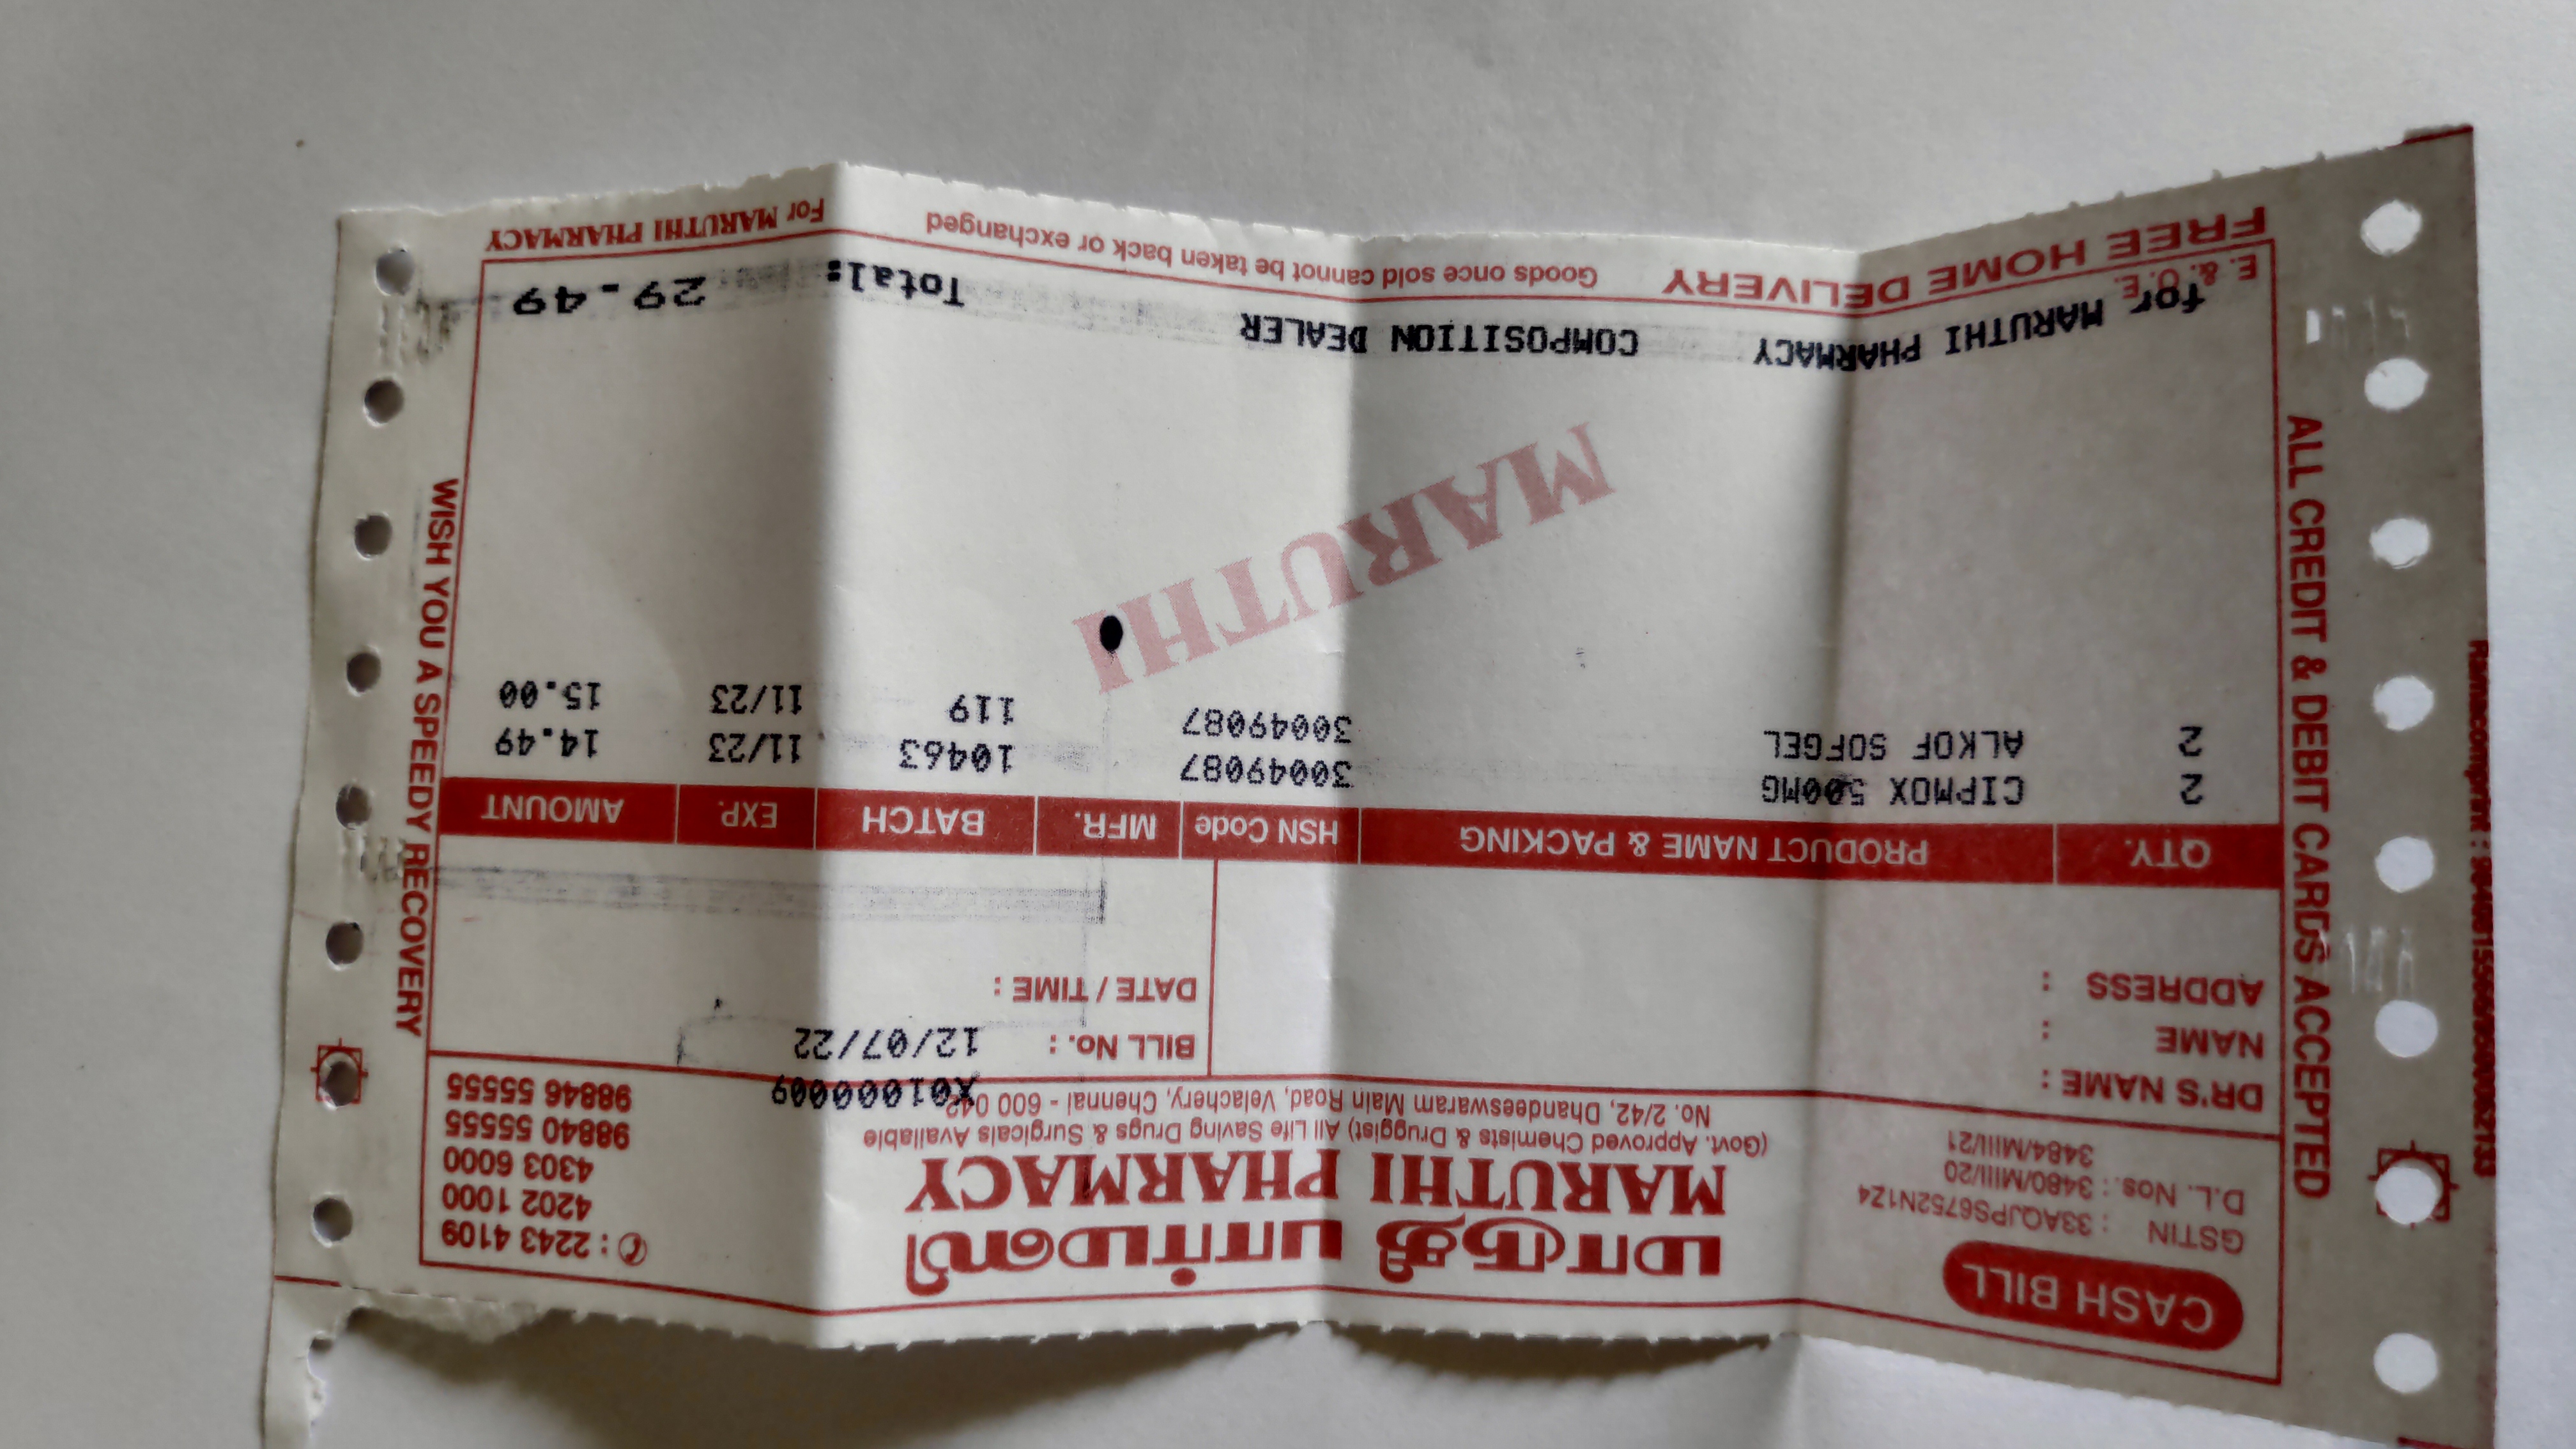 CASH BILL
GSTIN : 33AQJPS6752N1Z4
D.L. Nos.: 3480/MIII/20
3484/MIII/21
மாருதி பார்மஸி
MARUTHI PHARMACY
(Govt. Approved Chemists & Druggist) All Life Saving Drugs & Surgicals Available
No. 2/42, Dhandeeswaram Main Road, Velachery, Chennai - 600 042
✆ : 2243 4109
4202 1000
4303 6000
98840 55555
98846 55555
DR'S NAME :
NAME :
ADDRESS :
X01000009
BILL No. : 12/07/22
DATE / TIME :
QTY. PRODUCT NAME & PACKING HSN Code MFR. BATCH EXP. AMOUNT
2 CIPMOX 500MG 30049087 10463 11/23 14.49
2 ALKOF SOFGEL 30049087 119 11/23 15.00
MARUTHI
for MARUTHI PHARMACY COMPOSITION DEALER Total: 29.49
E. & O. E.
FREE HOME DELIVERY Goods once sold cannot be taken back or exchanged For MARUTHI PHARMACY
ALL CREDIT & DEBIT CARDS ACCEPTED
WISH YOU A SPEEDY RECOVERY
Ramacomprint :